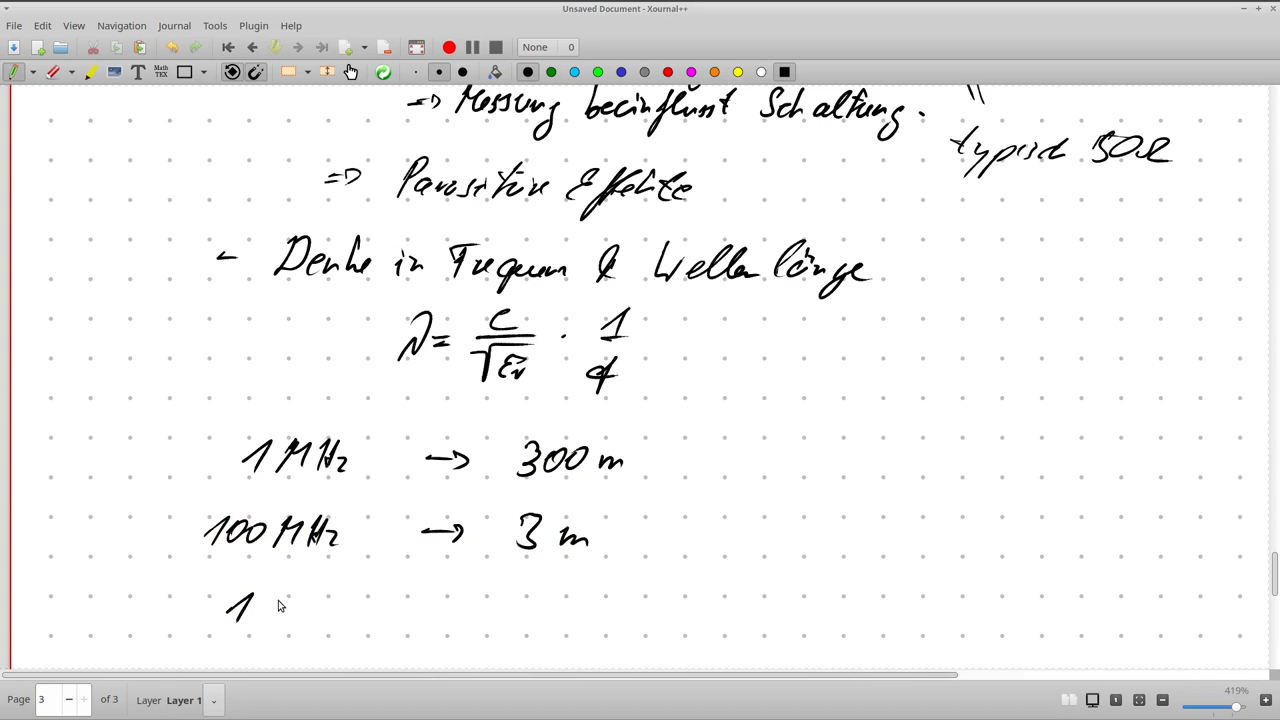 Unsaved Document - Xournal++
File Edit View Navigation Journal Tools Plugin Help
None 0
T Math TEX
=> Messung beeinflusst Schaltung.
typisch 50Ω
=> Parasitäre Effekte
- Denke in Frequenz & Wellenlänge
λ = c/√εr · 1/f
1 MHz → 300 m
100 MHz → 3 m
1
Page 3 of 3 Layer Layer 1 419%